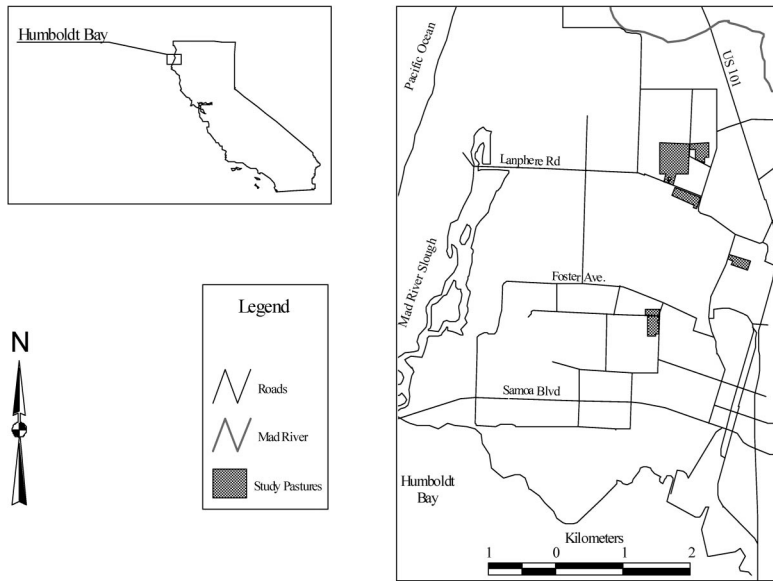 Humboldt Bay
Pacific Ocean
US 101
Lanphere Rd
Mad River Slough
Foster Ave.
Samoa Blvd
Humboldt
Bay
Kilometers
1 0 1 2
N
Legend
Roads
Mad River
Study Pastures